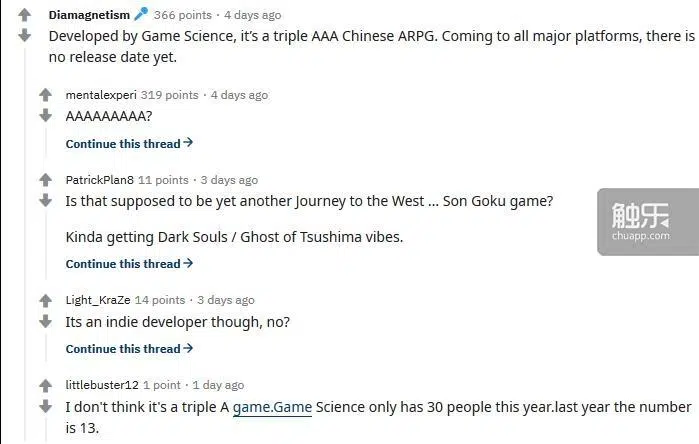 Diamagnetism 🎤 366 points · 4 days ago
Developed by Game Science, it's a triple AAA Chinese ARPG. Coming to all major platforms, there is
no release date yet.
mentalexperi 319 points · 4 days ago
AAAAAAAAA?
Continue this thread→
PatrickPlan8 11 points · 3 days ago
Is that supposed to be yet another Journey to the West ... Son Goku game?
Kinda getting Dark Souls / Ghost of Tsushima vibes.
Continue this thread→
触乐
chuapp.com
Light_KraZe 14 points · 3 days ago
Its an indie developer though, no?
Continue this thread→
littlebuster12 1 point · 1 day ago
I don't think it's a triple A game.Game Science only has 30 people this year.last year the number
is 13.